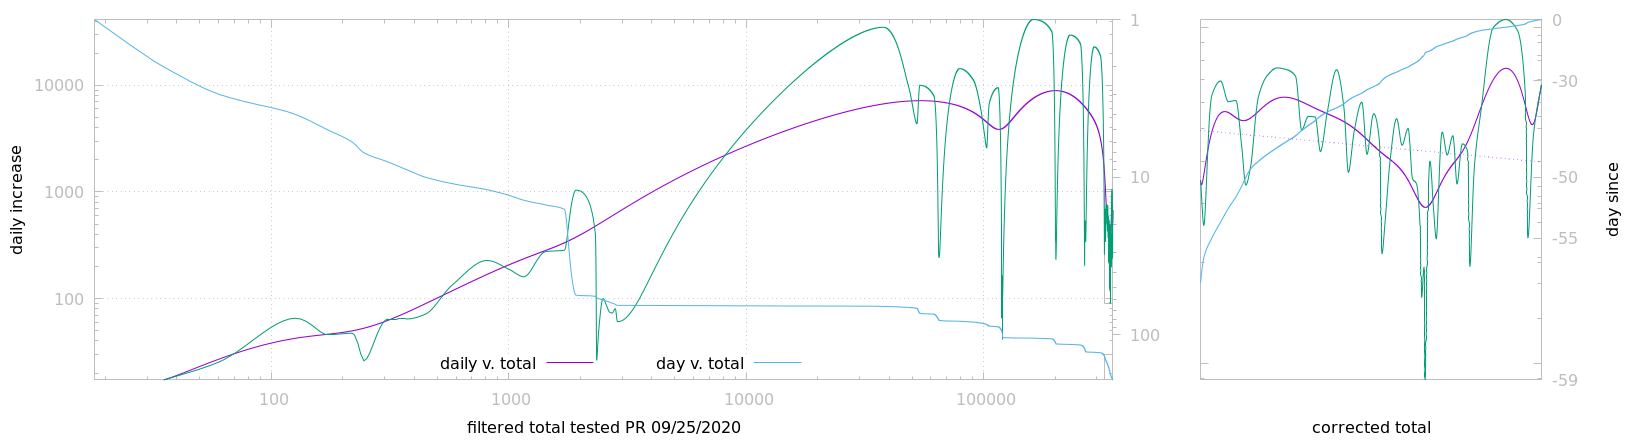 10000
1000
100
daily increase
100
1000
10000
100000
1
10
100
daily v. total
day v. total
filtered total tested PR 09/25/2020
0
-30
-50
-55
-59
day since
corrected total